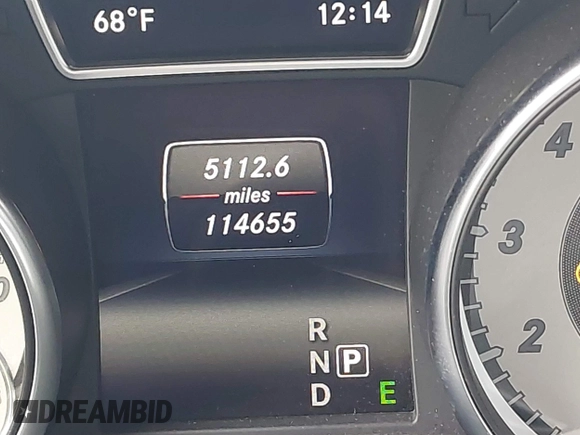 68°F 12:14
5112.6
miles
114655
R
N P
D E
4
3
2
DREAMBID